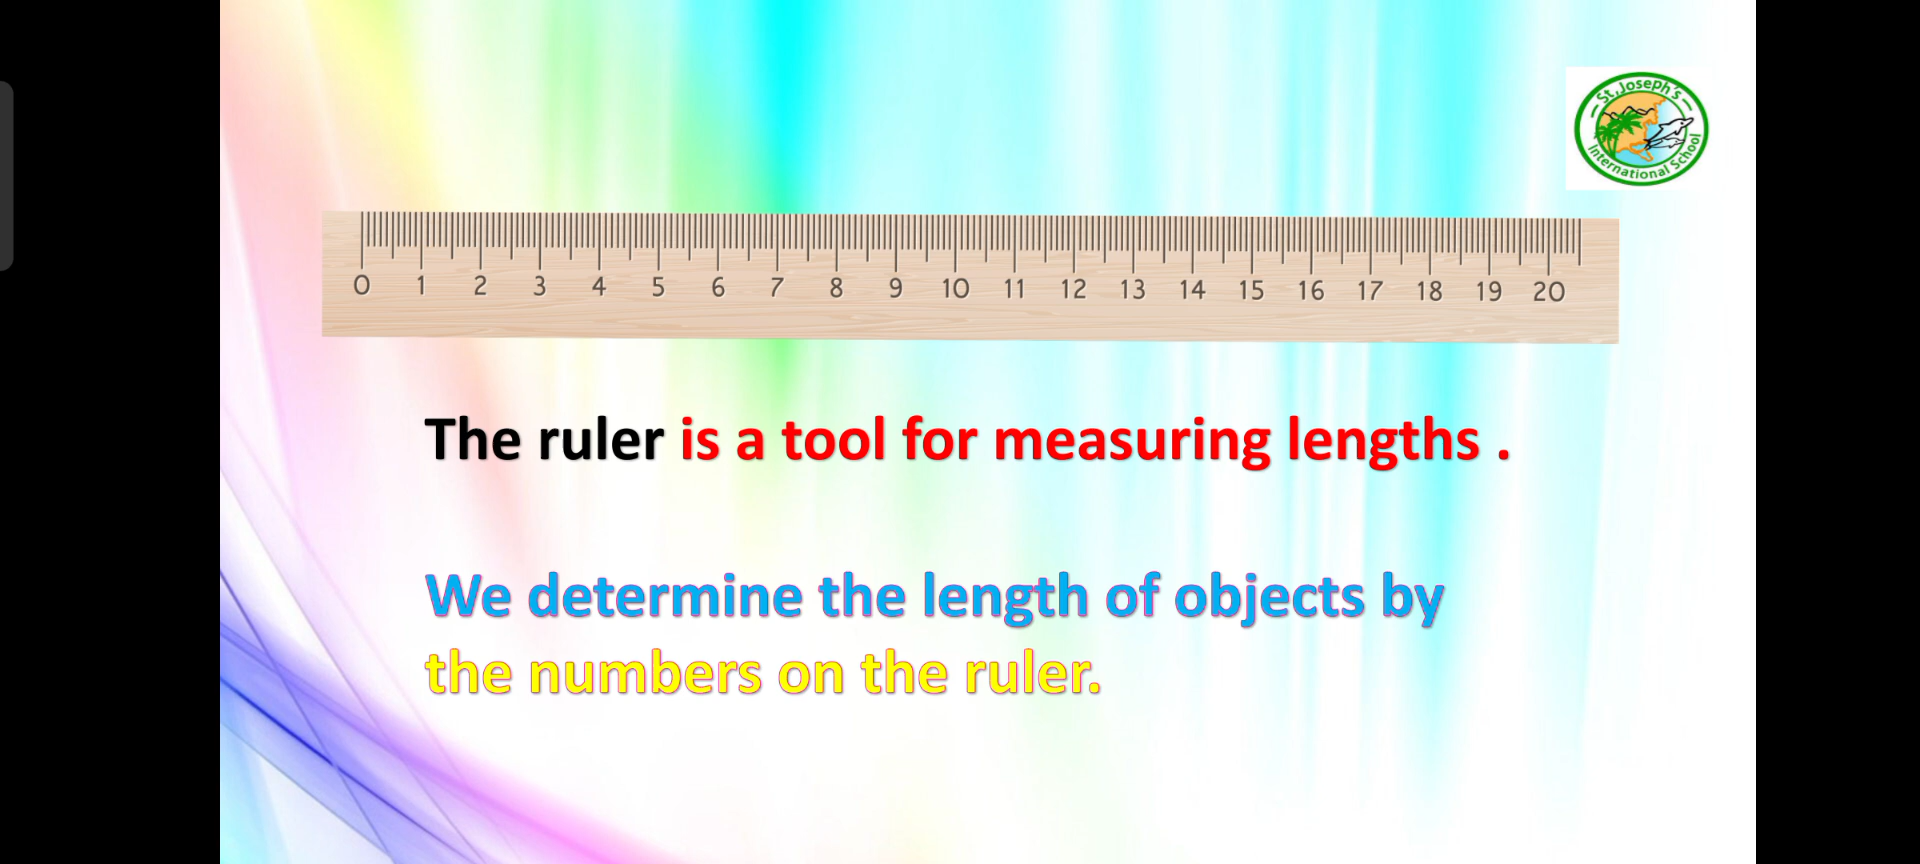 St.Joseph's
International School
0 1 2 3 4 5 6 7 8 9 10 11 12 13 14 15 16 17 18 19 20
The ruler is a tool for measuring lengths .
We determine the length of objects by
the numbers on the ruler.